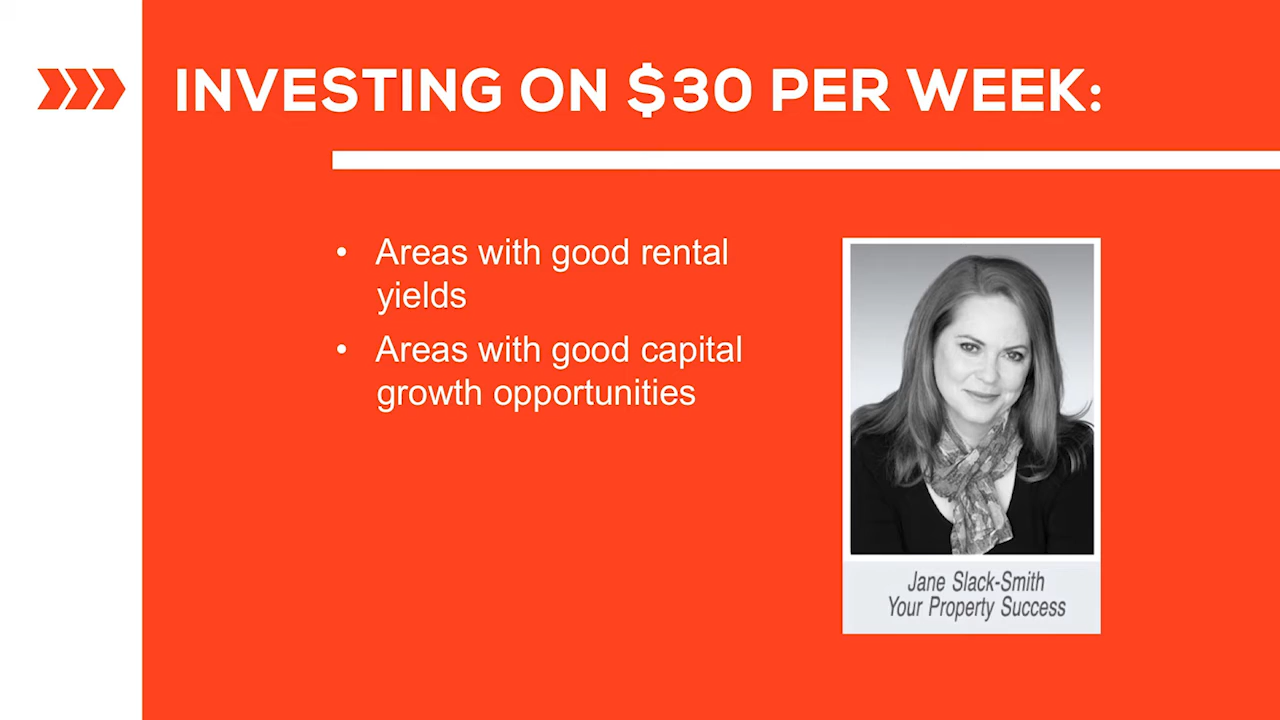 INVESTING ON $30 PER WEEK:
• Areas with good rental
yields
• Areas with good capital
growth opportunities
Jane Slack-Smith
Your Property Success